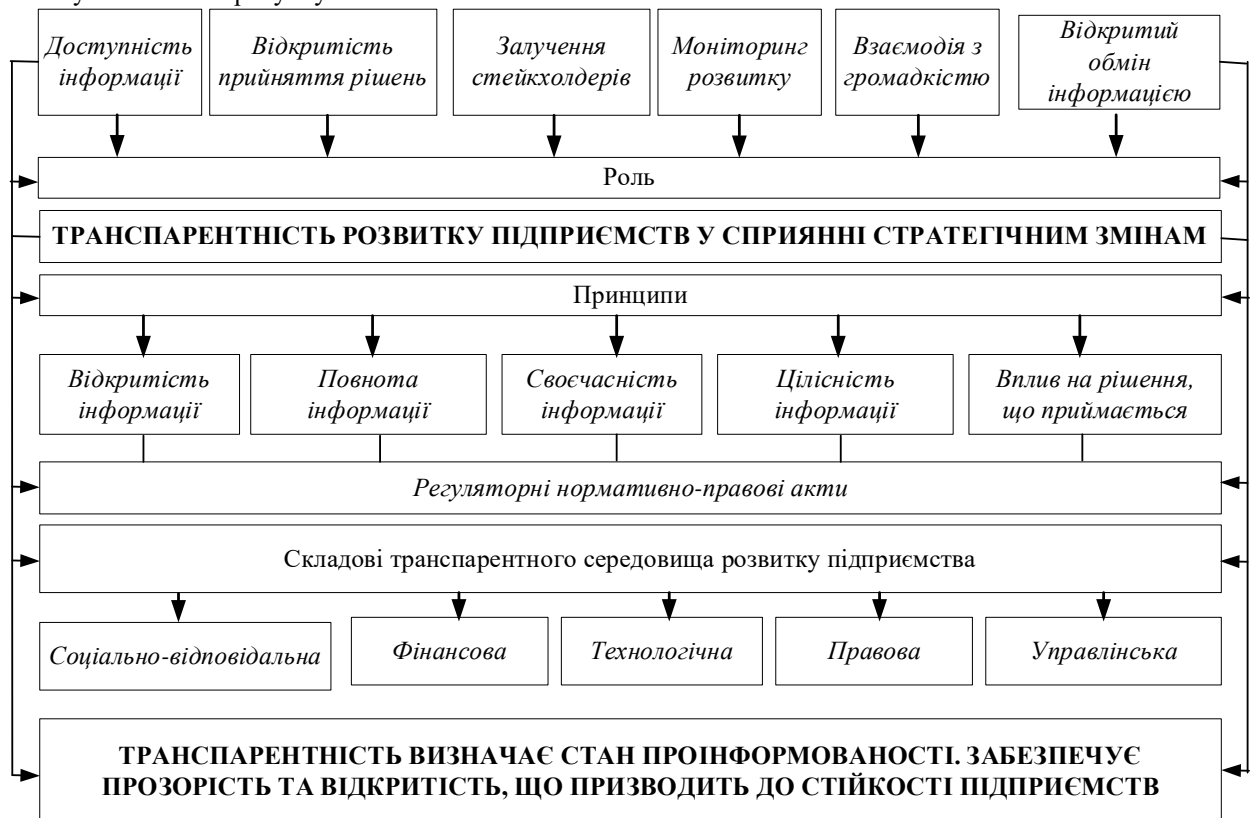 Доступність
інформації
Відкритість
прийняття рішень
Залучення
стейкхолдерів
Моніторинг
розвитку
Взаємодія з
громадкістю
Відкритий
обмін
інформацією
Роль
ТРАНСПАРЕНТНІСТЬ РОЗВИТКУ ПІДПРИЄМСТВ У СПРИЯННІ СТРАТЕГІЧНИМ ЗМІНАМ
Принципи
Відкритість
інформації
Повнота
інформації
Своєчасність
інформації
Цілісність
інформації
Вплив на рішення,
що приймається
Регуляторні нормативно-правові акти
Складові транспарентного середовища розвитку підприємства
Соціально-відповідальна
Фінансова
Технологічна
Правова
Управлінська
ТРАНСПАРЕНТНІСТЬ ВИЗНАЧАЄ СТАН ПРОІНФОРМОВАНОСТІ. ЗАБЕЗПЕЧУЄ
ПРОЗОРІСТЬ ТА ВІДКРИТІСТЬ, ЩО ПРИЗВОДИТЬ ДО СТІЙКОСТІ ПІДПРИЄМСТВ